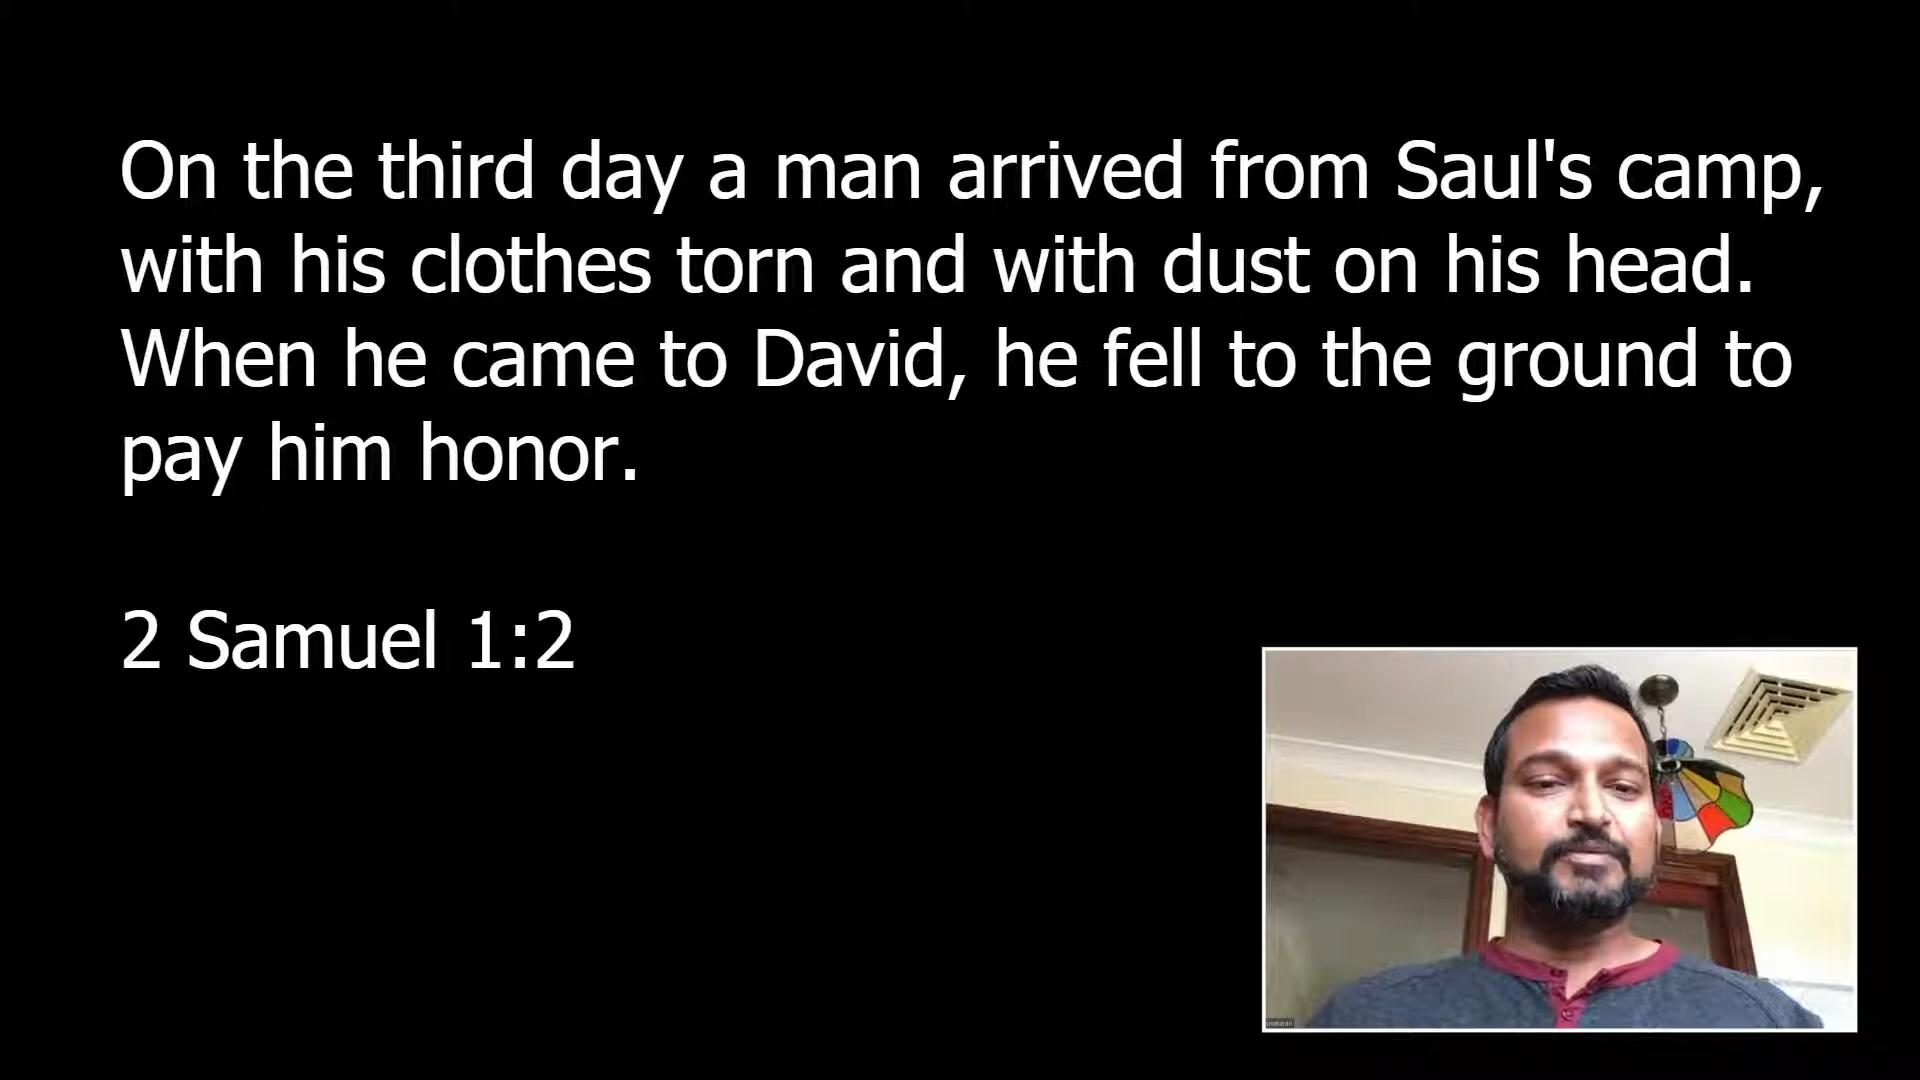 On the third day a man arrived from Saul's camp,
with his clothes torn and with dust on his head.
When he came to David, he fell to the ground to
pay him honor.
2 Samuel 1:2